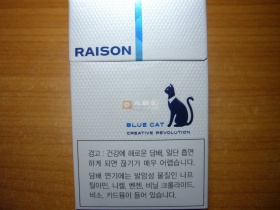 RAISON
BLUE CAT
CREATIVE REVOLUTION
경고 : 건강에 해로운 담배, 일단 흡연
하게 되면 끊기가 매우 어렵습니다.
담배 연기에는 발암성 물질인 나프
틸아민, 니켈, 벤젠, 비닐 크롤라이드,
비소, 카드뮴이 들어 있습니다.